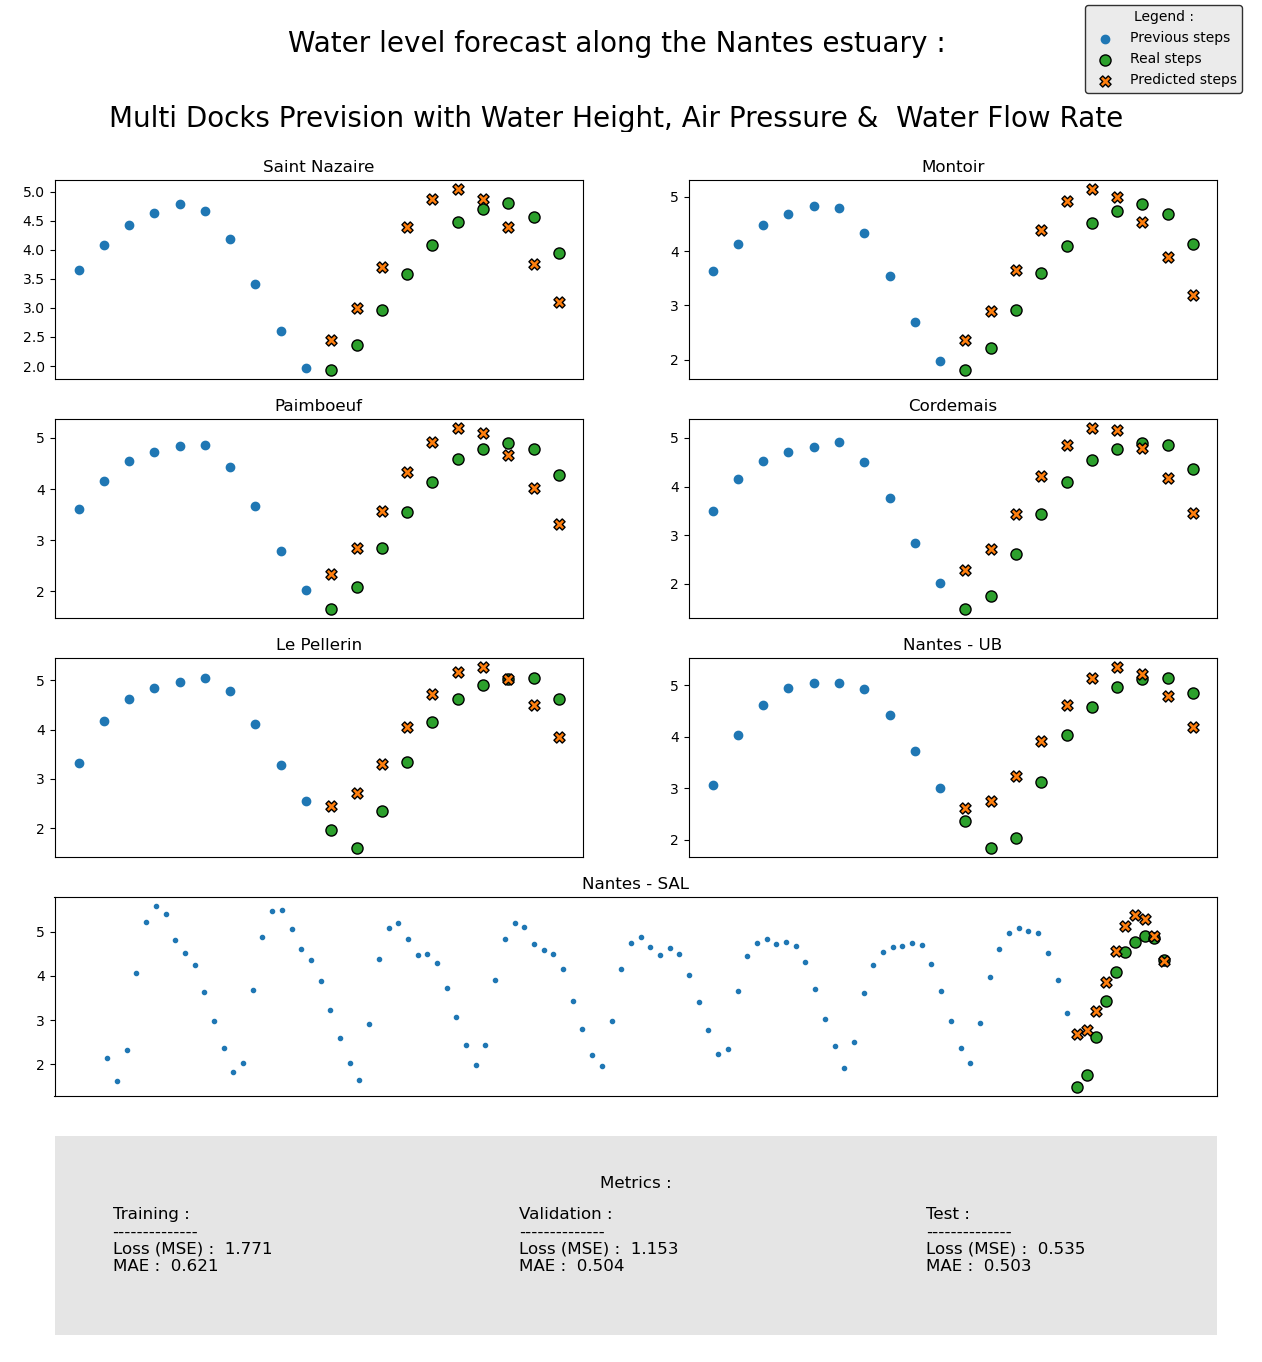 Water level forecast along the Nantes estuary :
Multi Docks Prevision with Water Height, Air Pressure &  Water Flow Rate
Legend :
Previous steps
Real steps
Predicted steps
Saint Nazaire
5.0
4.5
4.0
3.5
3.0
2.5
2.0
Montoir
5
4
3
2
Paimboeuf
5
4
3
2
Cordemais
5
4
3
2
Le Pellerin
5
4
3
2
Nantes - UB
5
4
3
2
Nantes - SAL
5
4
3
2
Metrics :
Training :
--------------
Loss (MSE) :  1.771
MAE :  0.621
Validation :
--------------
Loss (MSE) :  1.153
MAE :  0.504
Test :
--------------
Loss (MSE) :  0.535
MAE :  0.503